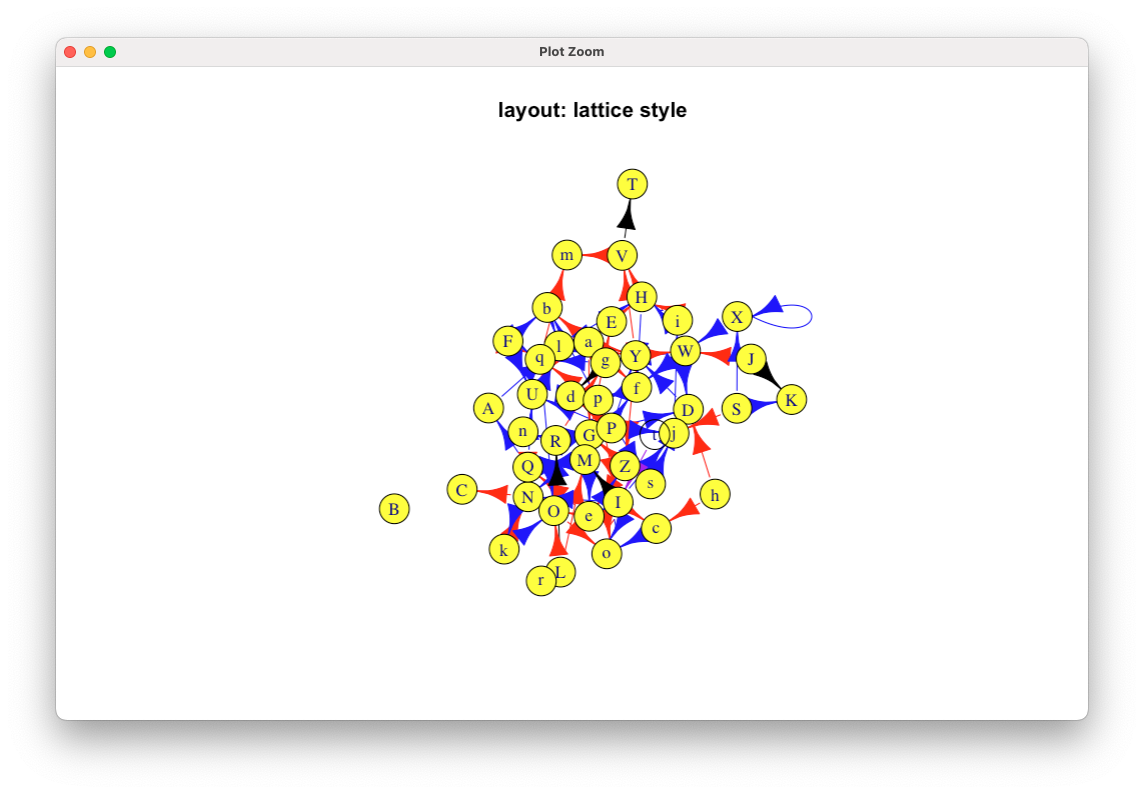 Plot Zoom
layout: lattice style
T
m V
H
b E i X
F l a
q g Y W J
U d p f K
A D S
n R G P t j
Q M Z
C N s h
B O e I c
k o
r L